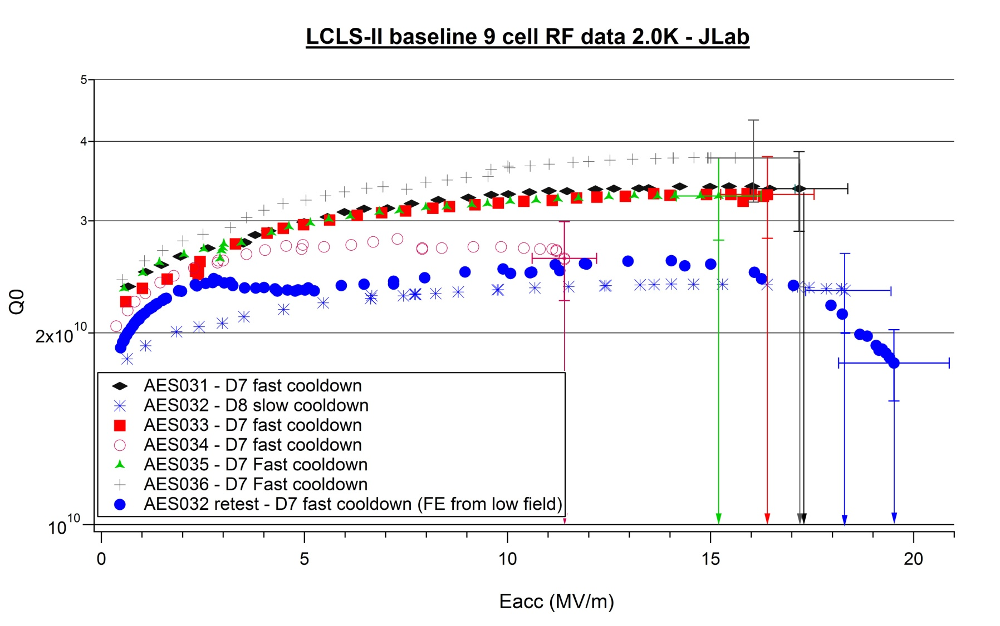 LCLS-II baseline 9 cell RF data 2.0K - JLab
5
4
3
2x10^10
10^10
Q0
AES031 - D7 fast cooldown
AES032 - D8 slow cooldown
AES033 - D7 fast cooldown
AES034 - D7 fast cooldown
AES035 - D7 Fast cooldown
AES036 - D7 Fast cooldown
AES032 retest - D7 fast cooldown (FE from low field)
0 5 10 15 20
Eacc (MV/m)